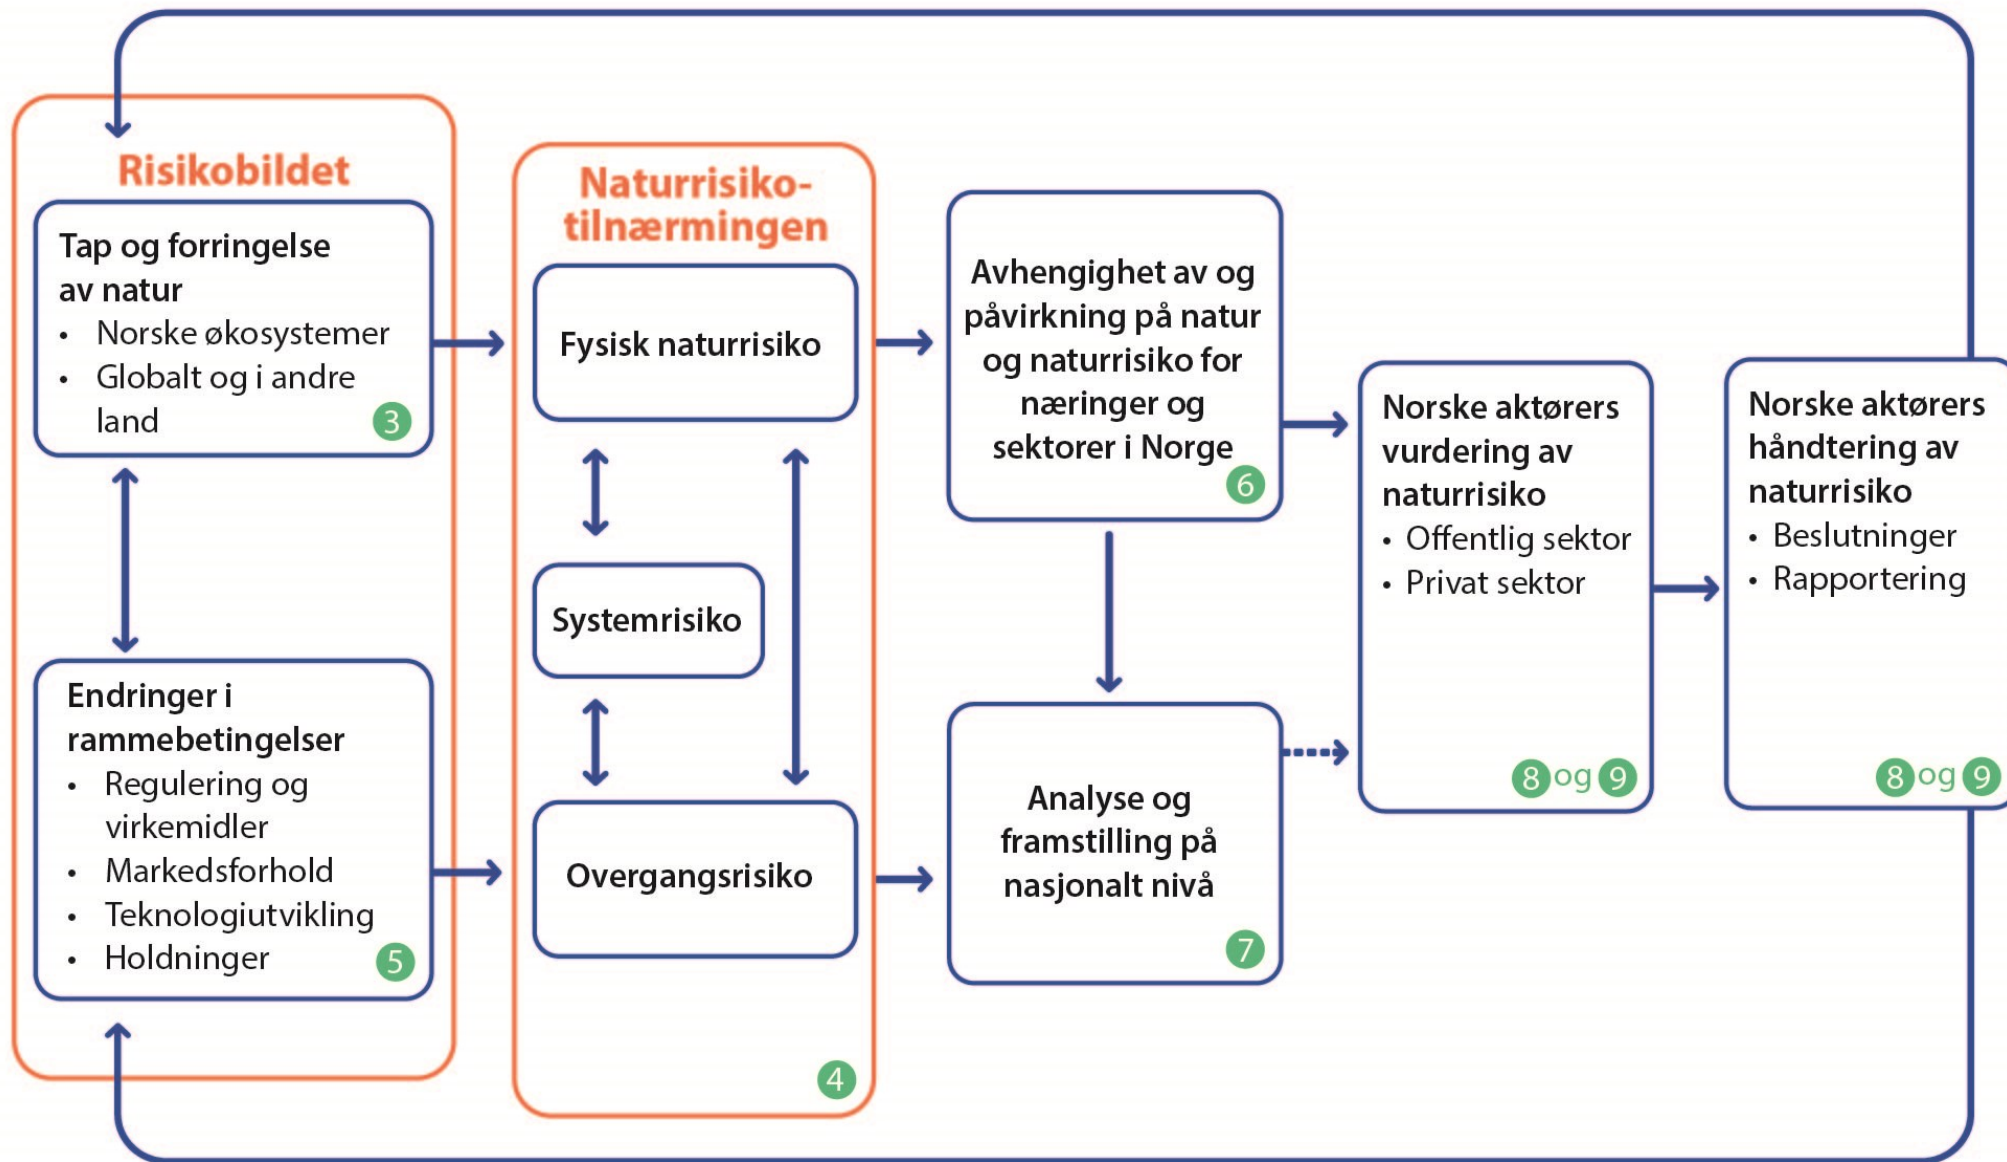 Risikobildet
Tap og forringelse
av natur
• Norske økosystemer
• Globalt og i andre
land
3
Endringer i
rammebetingelser
• Regulering og
virkemidler
• Markedsforhold
• Teknologiutvikling
• Holdninger
5
Naturrisiko-
tilnærmingen
Fysisk naturrisiko
Systemrisiko
Overgangsrisiko
4
Avhengighet av og
påvirkning på natur
og naturrisiko for
næringer og
sektorer i Norge
6
Analyse og
framstilling på
nasjonalt nivå
7
Norske aktørers
vurdering av
naturrisiko
• Offentlig sektor
• Privat sektor
8 og 9
Norske aktørers
håndtering av
naturrisiko
• Beslutninger
• Rapportering
8 og 9